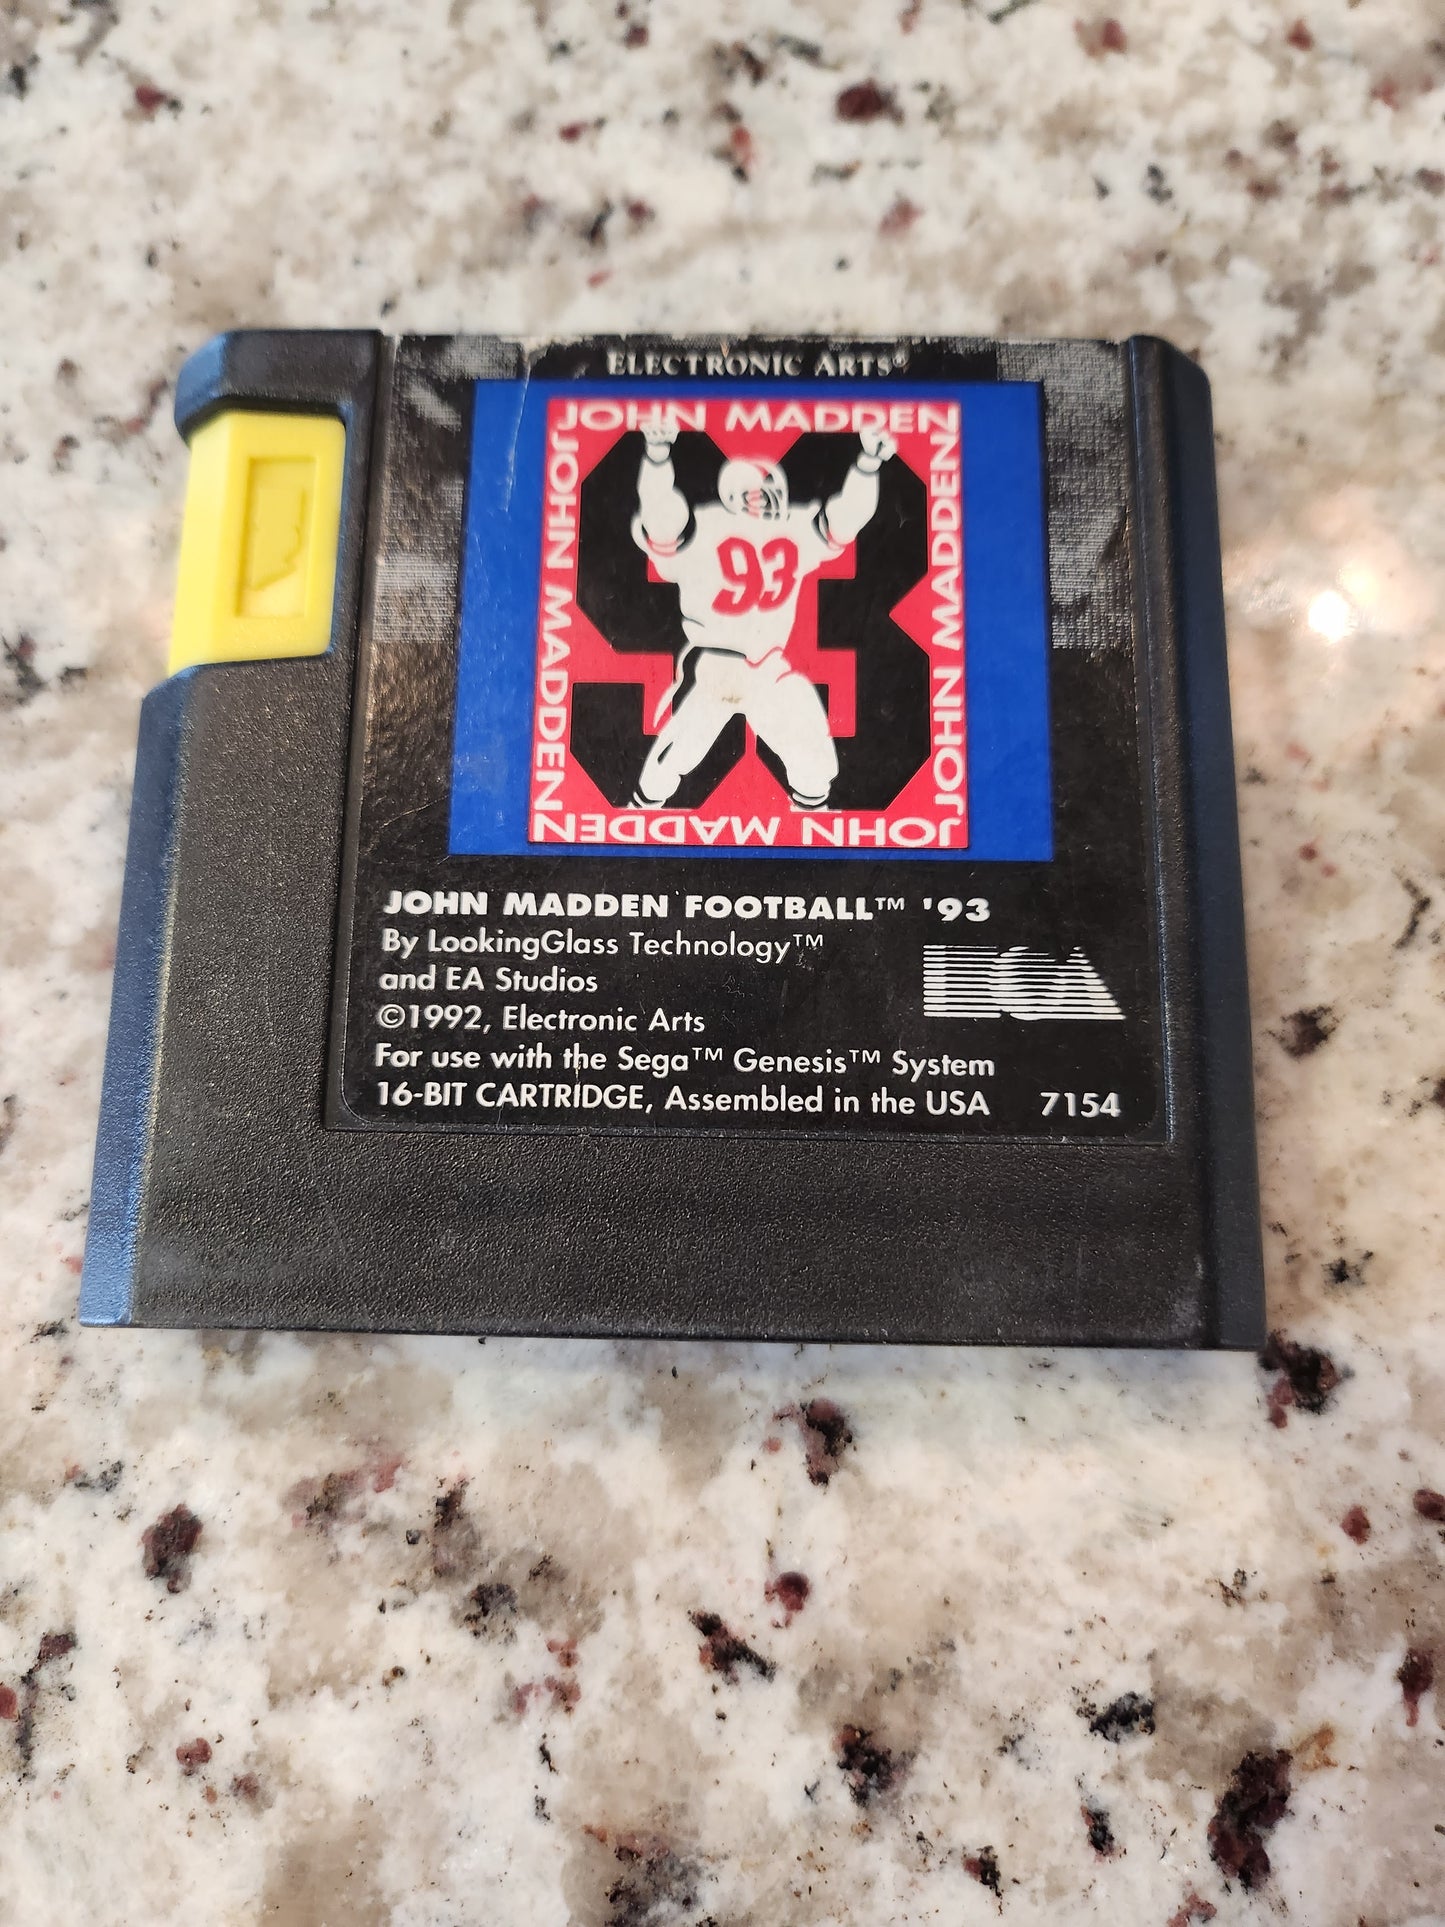 ELECTRONIC ARTS®
JOHN MADDEN
JOHN MADDEN
JOHN MADDEN
JOHN MADDEN
93
93
JOHN MADDEN FOOTBALL™ '93
By LookingGlass Technology™
and EA Studios
EA
©1992, Electronic Arts
For use with the Sega™ Genesis™ System
16-BIT CARTRIDGE, Assembled in the USA 7154